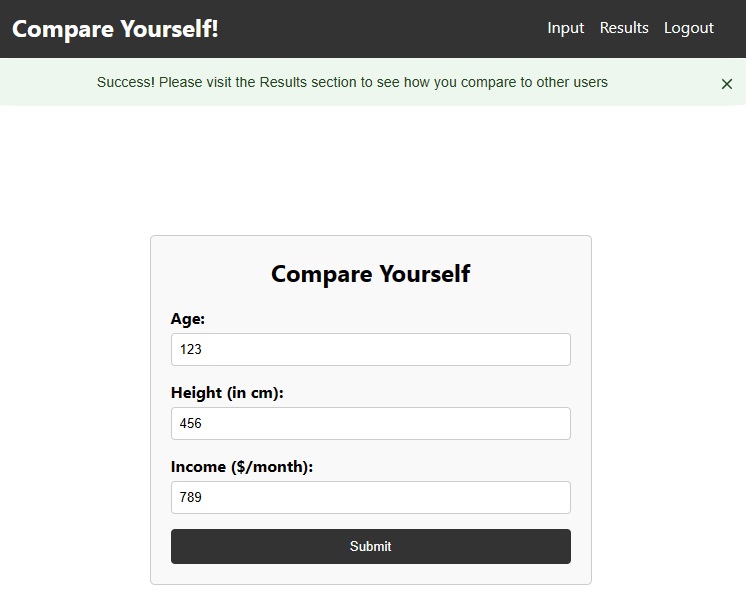 Compare Yourself!
Input Results Logout
Success! Please visit the Results section to see how you compare to other users
×
Compare Yourself
Age:
123
Height (in cm):
456
Income ($/month):
789
Submit